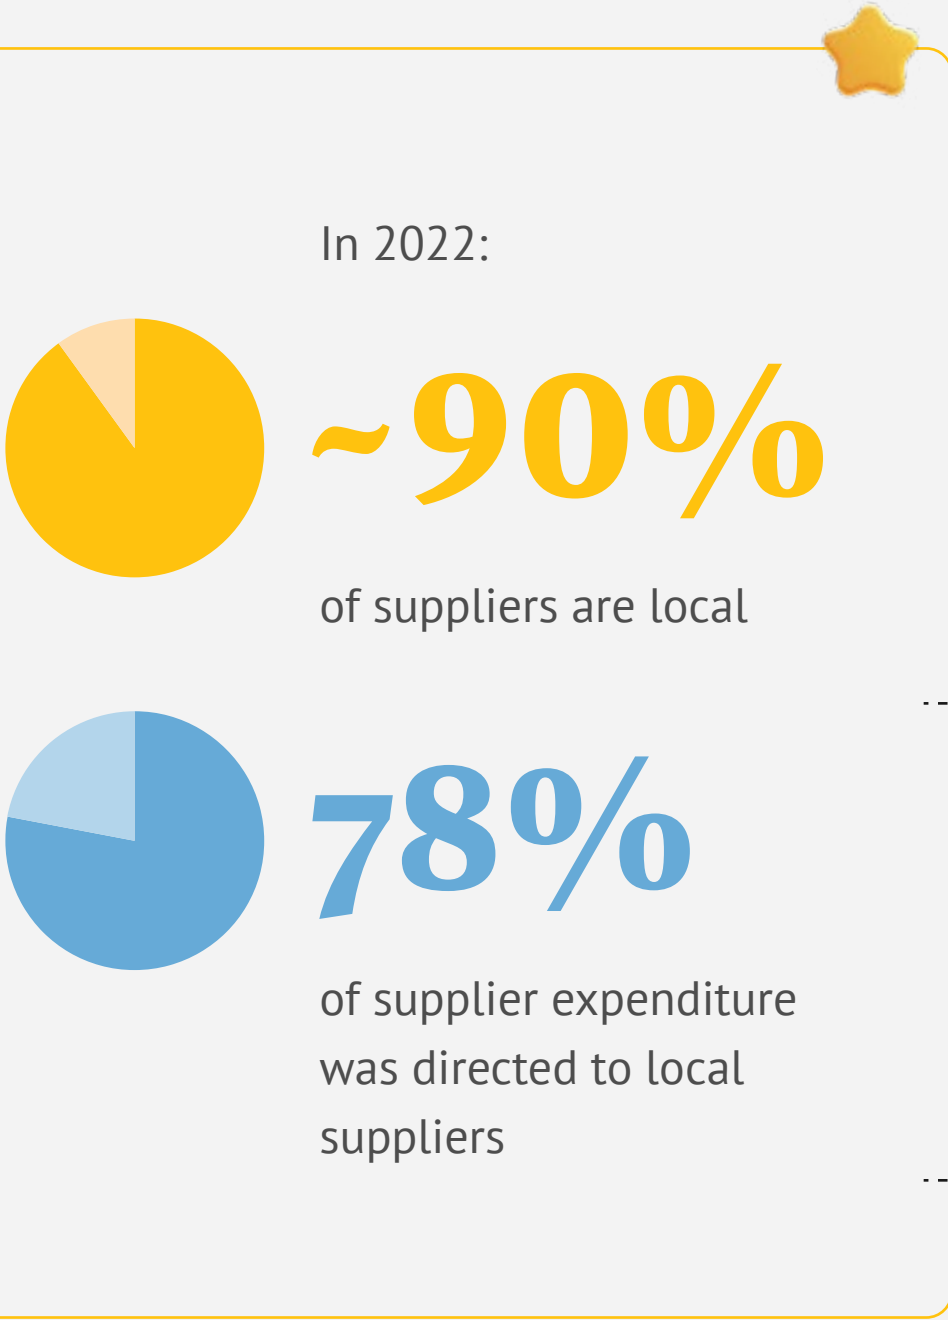 In 2022:
~90%
of suppliers are local
78%
of supplier expenditure
was directed to local
suppliers